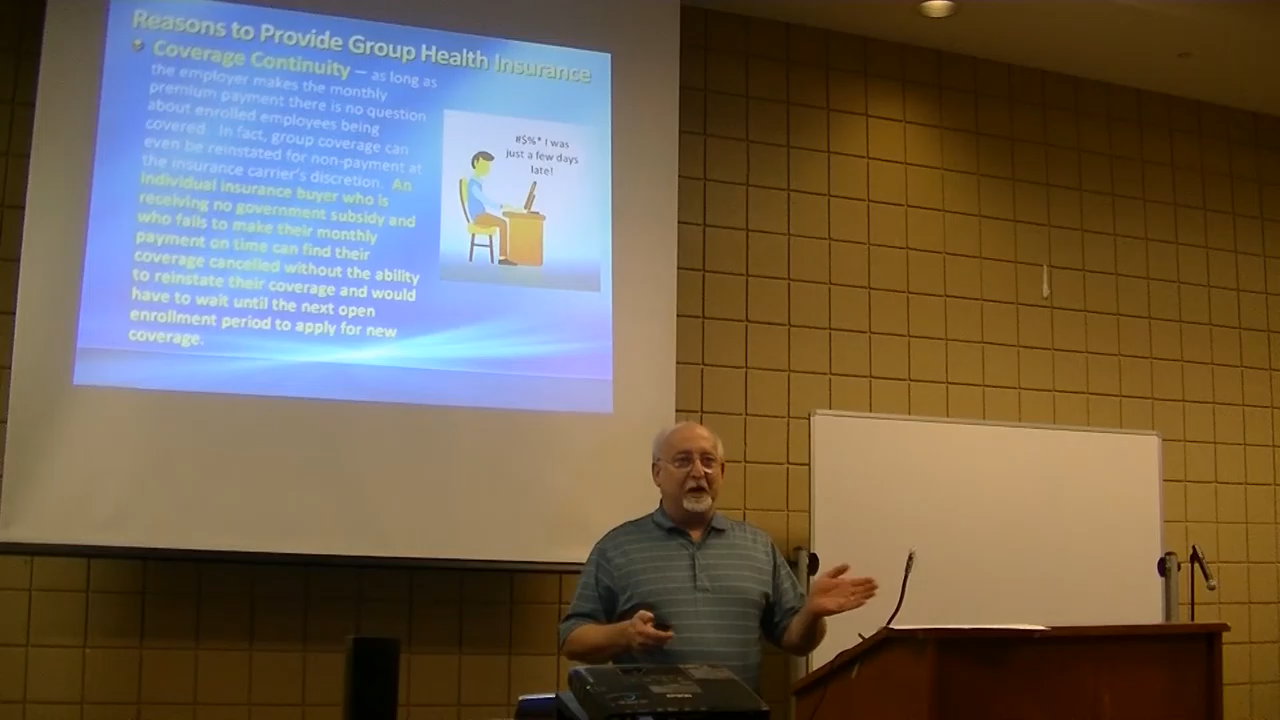 Reasons to Provide Group Health Insurance
Coverage Continuity – as long as
the employer makes the monthly
premium payment there is no question
about enrolled employees being
covered. In fact, group coverage can
even be reinstated for non-payment at
the insurance carrier's discretion. An
individual insurance buyer who is
receiving no government subsidy and
who fails to make their monthly
payment on time can find their
coverage cancelled without the ability
to reinstate their coverage and would
have to wait until the next open
enrollment period to apply for new
coverage.
#$%* I was
just a few days
late!
EPSON